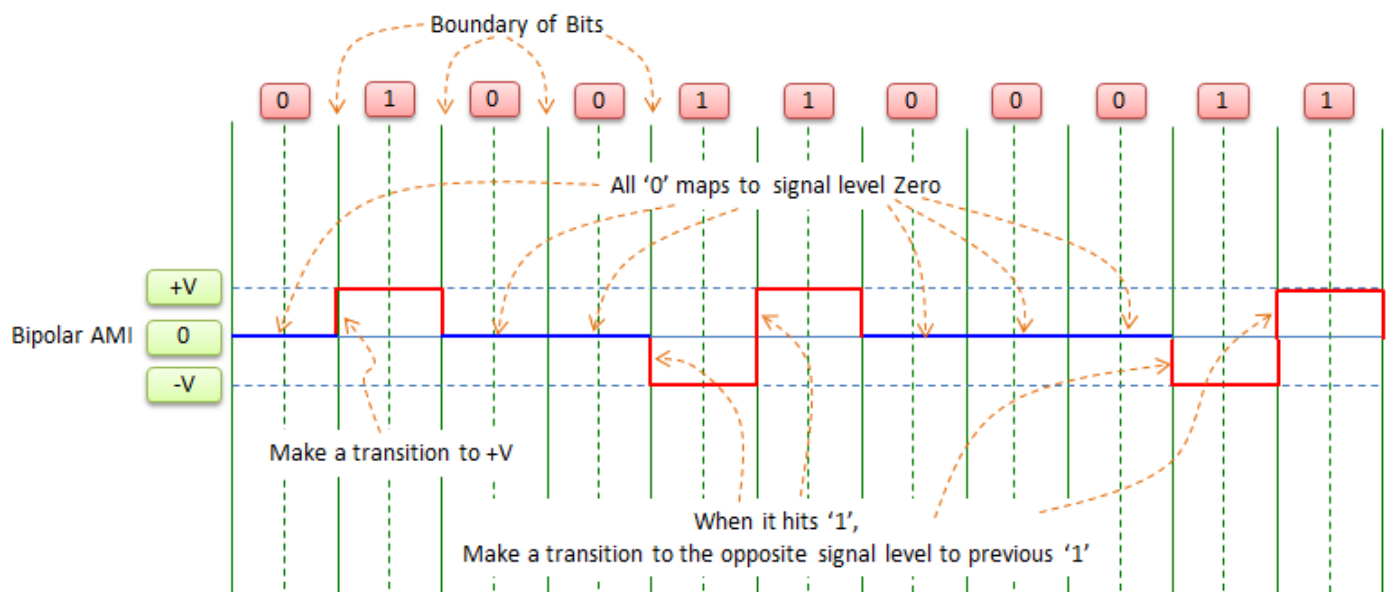 Boundary of Bits
0 1 0 0 1 1 0 0 0 1 1
All ‘0’ maps to signal level Zero
+V
Bipolar AMI 0
-V
Make a transition to +V
When it hits ‘1’,
Make a transition to the opposite signal level to previous ‘1’